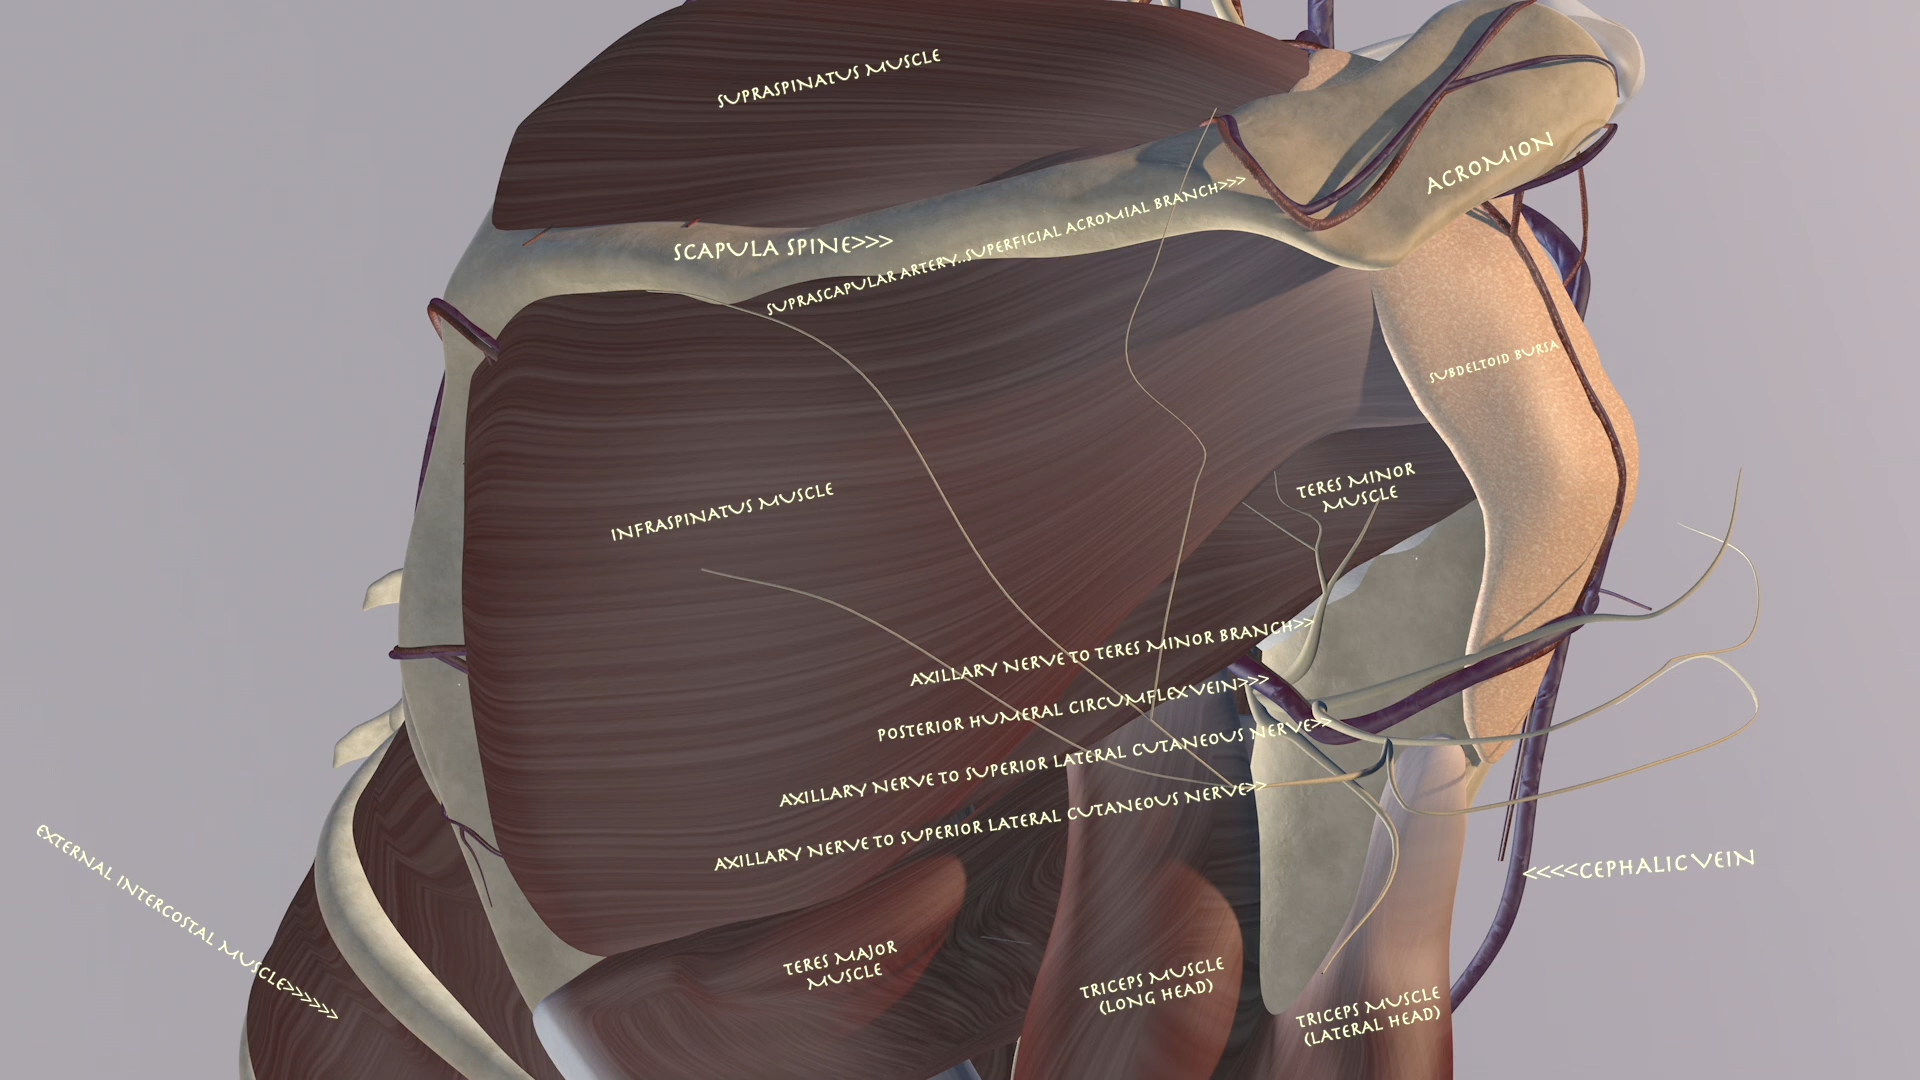 SUPRASPINATUS MUSCLE
ACROMION
SCAPULA SPINE>>>
SUPRASCAPULAR ARTERY..SUPERFICIAL ACROMIAL BRANCH>>>
SUBDELTOID BURSA
TERES MINOR
MUSCLE
INFRASPINATUS MUSCLE
AXILLARY NERVE TO TERES MINOR BRANCH>>
POSTERIOR HUMERAL CIRCUMFLEX VEIN>>>
AXILLARY NERVE TO SUPERIOR LATERAL CUTANEOUS NERVE>>
AXILLARY NERVE TO SUPERIOR LATERAL CUTANEOUS NERVE>>
<<<<CEPHALIC VEIN
EXTERNAL INTERCOSTAL MUSCLE>>>>>>
TERES MAJOR
MUSCLE
TRICEPS MUSCLE
(LONG HEAD)
TRICEPS MUSCLE
(LATERAL HEAD)